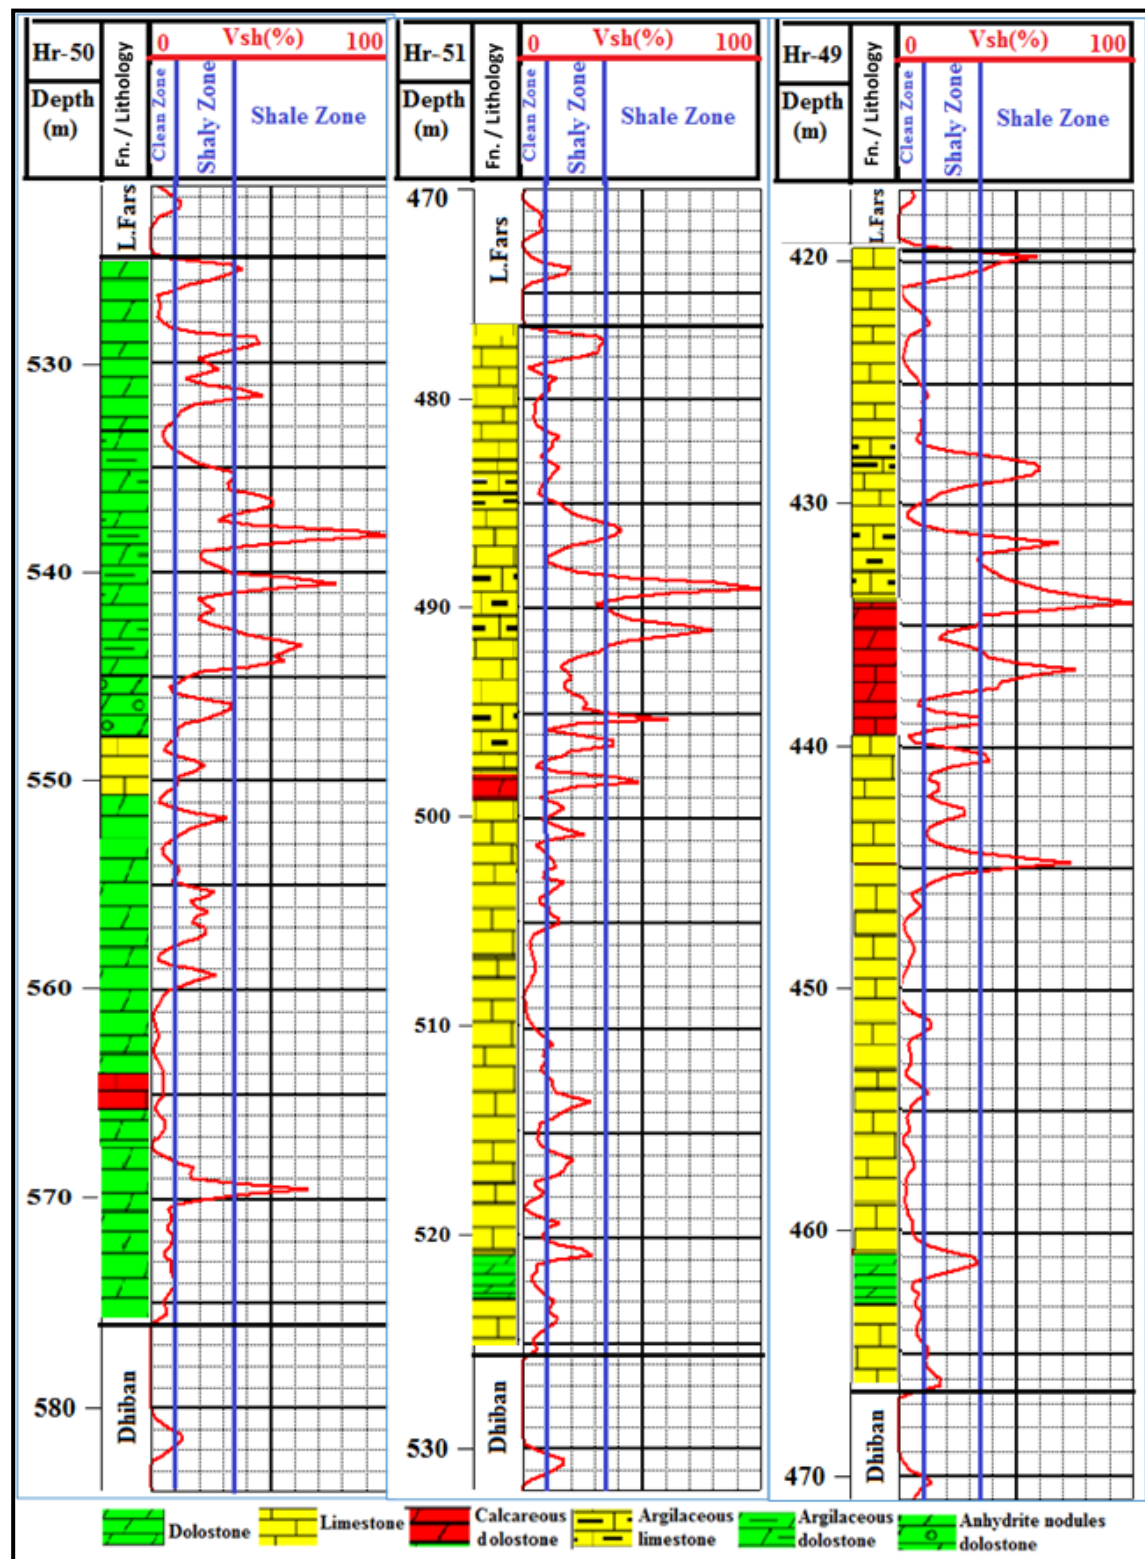 Hr-50
Depth
(m)
Fn. / Lithology
0 Vsh(%) 100
Clean Zone
Shaly Zone
Shale Zone
L.Fars
530
540
550
560
570
580
Dhiban
Hr-51
Depth
(m)
Fn. / Lithology
0 Vsh(%) 100
Clean Zone
Shaly Zone
Shale Zone
470
L.Fars
480
490
500
510
520
530
Dhiban
Hr-49
Depth
(m)
Fn. / Lithology
0 Vsh(%) 100
Clean Zone
Shaly Zone
Shale Zone
L.Fars
420
430
440
450
460
470
Dhiban
Dolostone
Limestone
Calcareous
dolostone
Argilaceous
limestone
Argilaceous
dolostone
Anhydrite nodules
dolostone